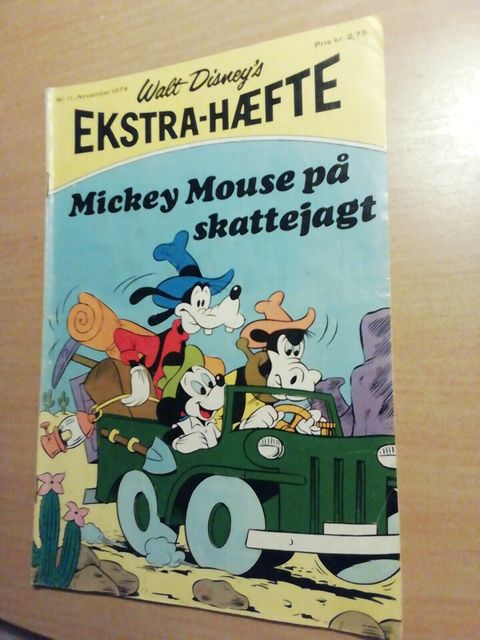 Nr. 11 - November 1974
Pris kr. 2,75
Walt Disney's
EKSTRA-HÆFTE
Mickey Mouse på
skattejagt